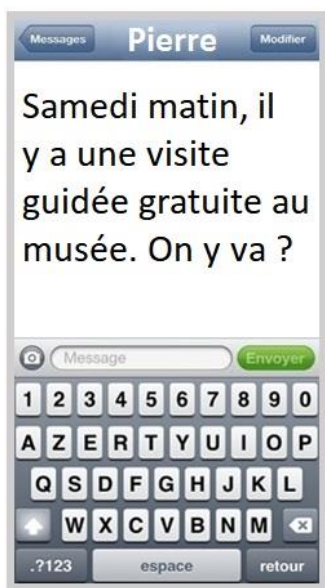 Messages Pierre Modifier
Samedi matin, il
y a une visite
guidée gratuite au
musée. On y va ?
Message Envoyer
1 2 3 4 5 6 7 8 9 0
A Z E R T Y U I O P
Q S D F G H J K L
W X C V B N M
.?123 espace retour